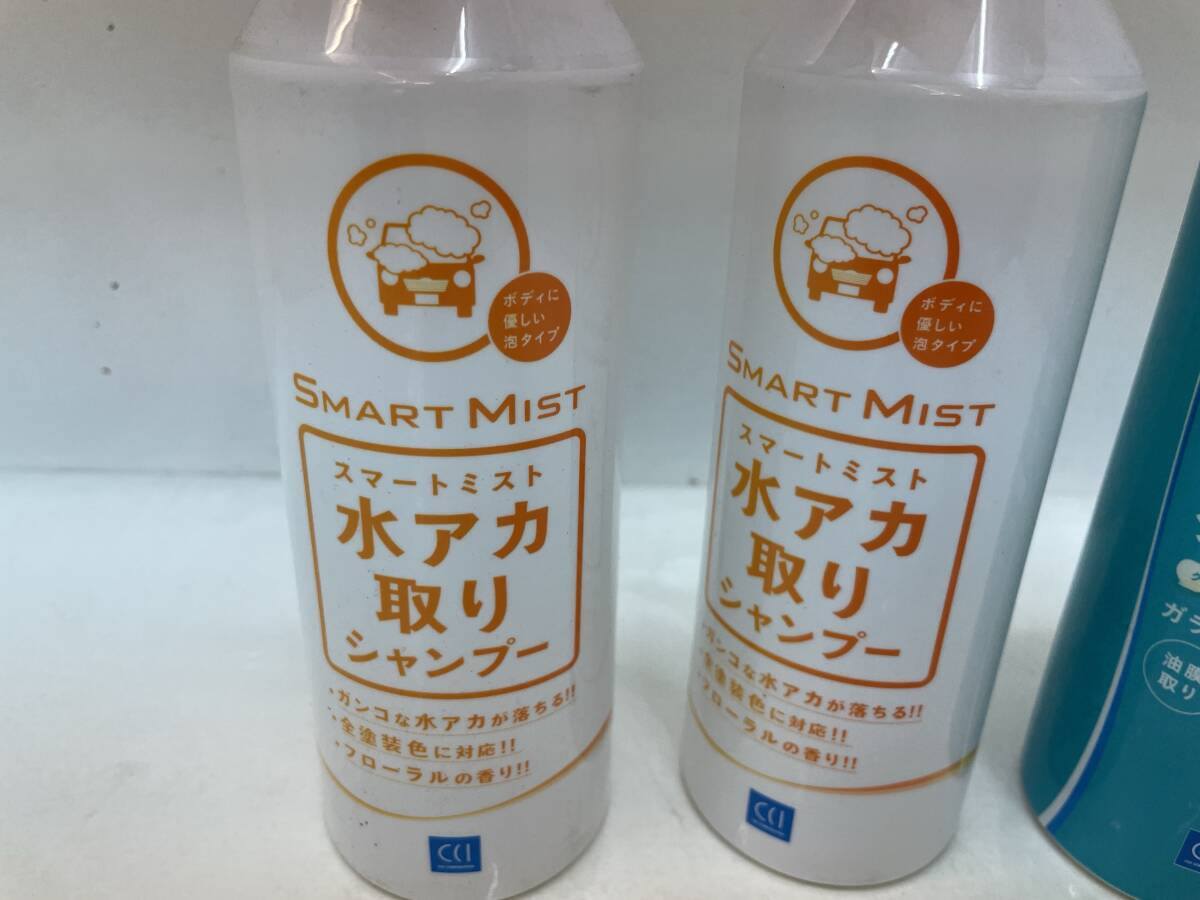 ボディに
優しい
泡タイプ
SMART MIST
スマートミスト
水アカ
取り
シャンプー
・ガンコな水アカが落ちる!!
・全塗装色に対応!!
・フローラルの香り!!
CCI
ボディに
優しい
泡タイプ
SMART MIST
スマートミスト
水アカ
取り
シャンプー
・ガンコな水アカが落ちる!!
・全塗装色に対応!!
・フローラルの香り!!
CCI
ガラ
油膜
取り